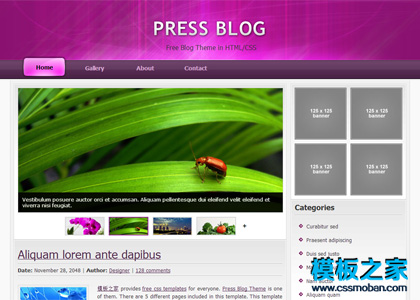 PRESS BLOG
Free Blog Theme in HTML/CSS
Home
Gallery
About
Contact
Vestibulum posuere auctor orci et accumsan. Aliquam pellentesque dui eleifend velit eleifend et
viverra nisi feugiat.
125 x 125
banner
125 x 125
banner
125 x 125
banner
125 x 125
banner
Aliquam lorem ante dapibus
Date: November 28, 2048 | Author: Designer | 128 comments
模板之家 provides free css templates for everyone. Press Blog Theme is one
of them. There are 5 different pages included in this template. This template
Categories
Curabitur sed
Praesent adipiscing
Duis sed
Aliquam quam
模板之家
www.cssmoban.com